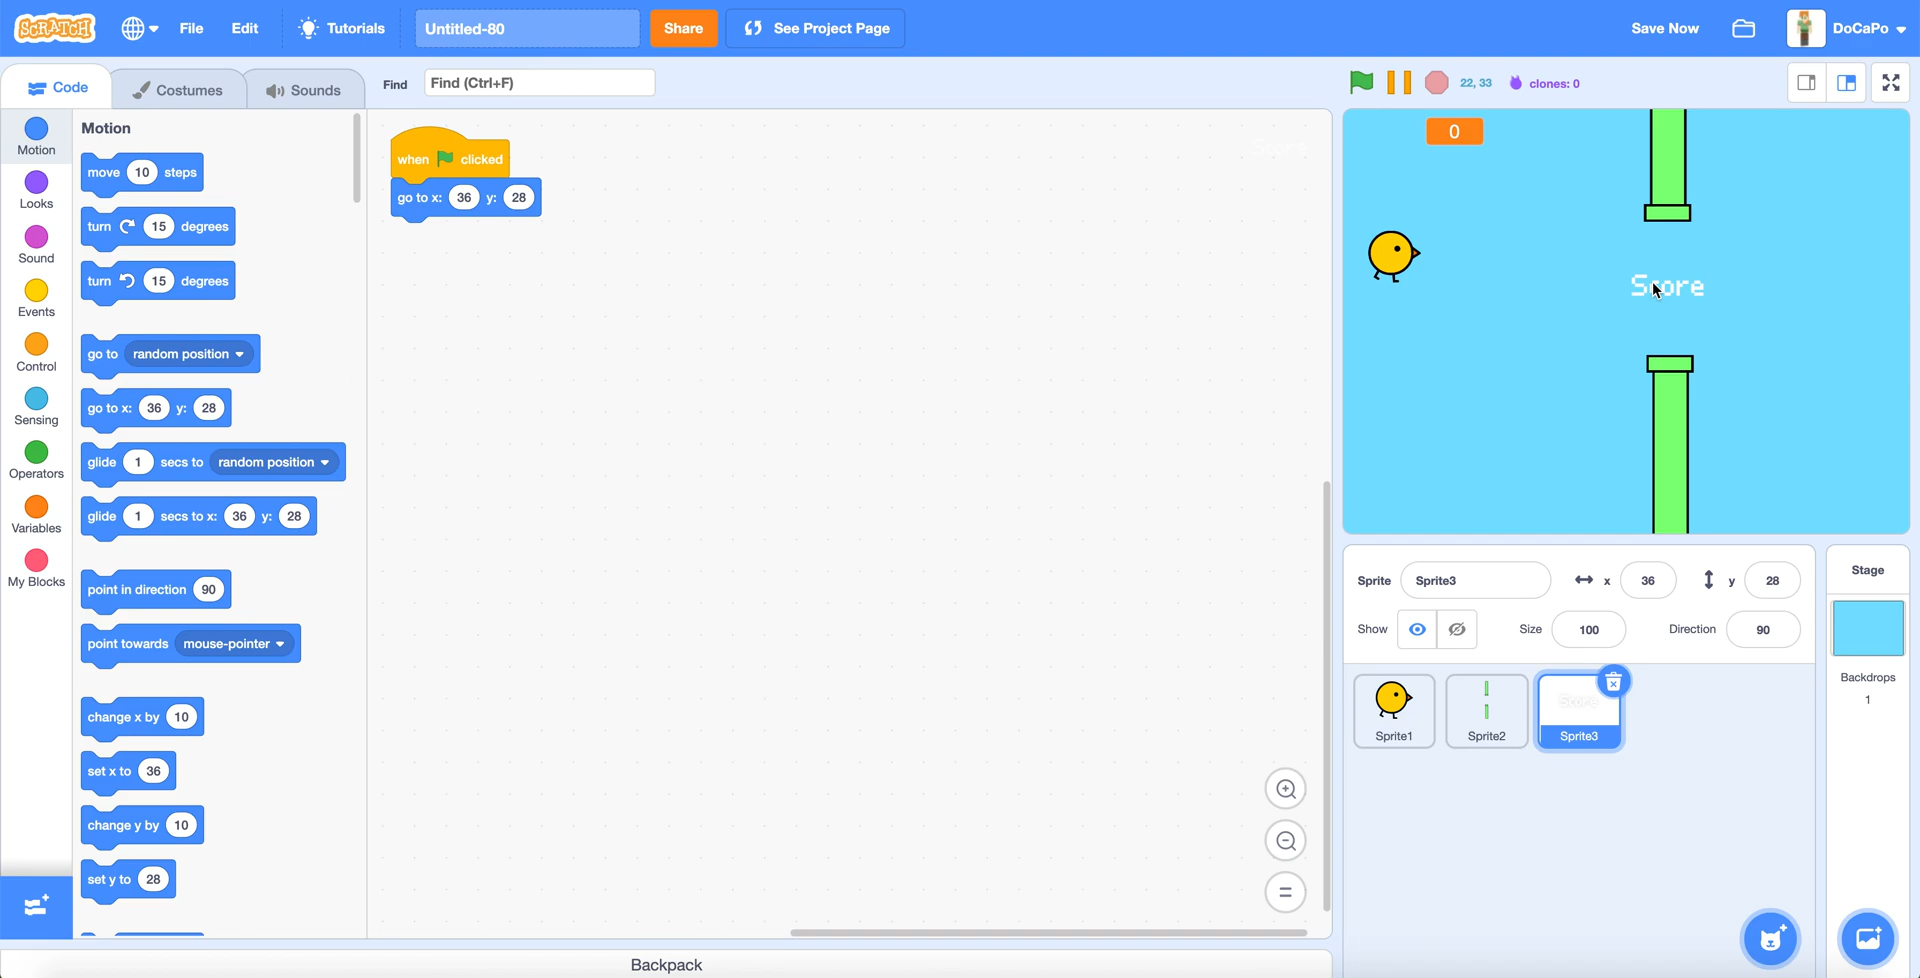 SCRATCH File Edit Tutorials Untitled-80 Share See Project Page Save Now DoCaPo
Code Costumes Sounds Find Find (Ctrl+F) 22, 33 clones: 0
Motion
Looks
Sound
Events
Control
Sensing
Operators
Variables
My Blocks
Motion
move 10 steps
turn 15 degrees
turn 15 degrees
go to random position
go to x: 36 y: 28
glide 1 secs to random position
glide 1 secs to x: 36 y: 28
point in direction 90
point towards mouse-pointer
change x by 10
set x to 36
change y by 10
set y to 28
when clicked
go to x: 36 y: 28
Score
0
Score
Sprite Sprite3 x 36 y 28
Show Size 100 Direction 90
Sprite1 Sprite2 Score Sprite3
Stage
Backdrops
1
Backpack